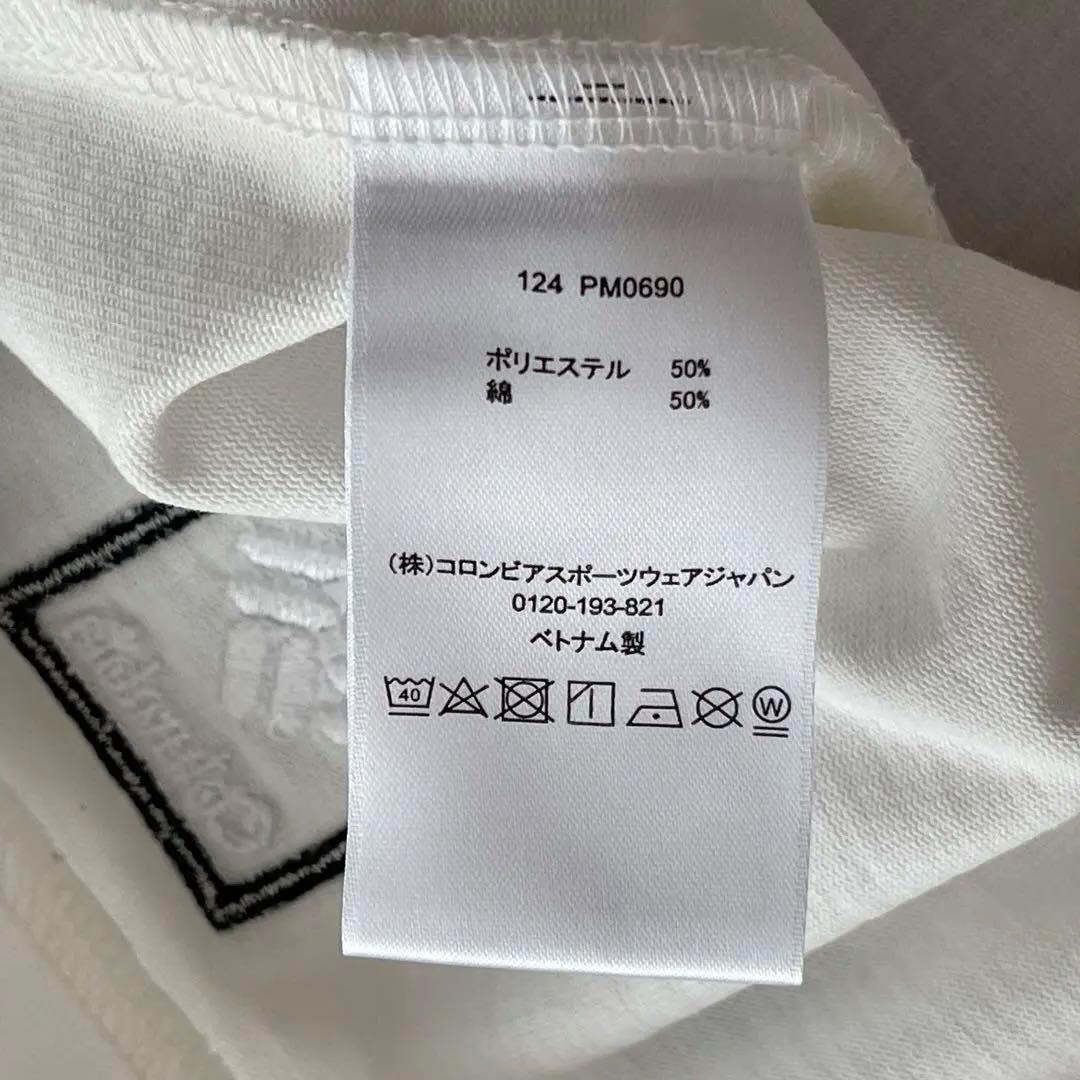 124 PM0690
ポリエステル 50%
綿 50%
(株)コロンビアスポーツウェアジャパン
0120-193-821
ベトナム製
40
W